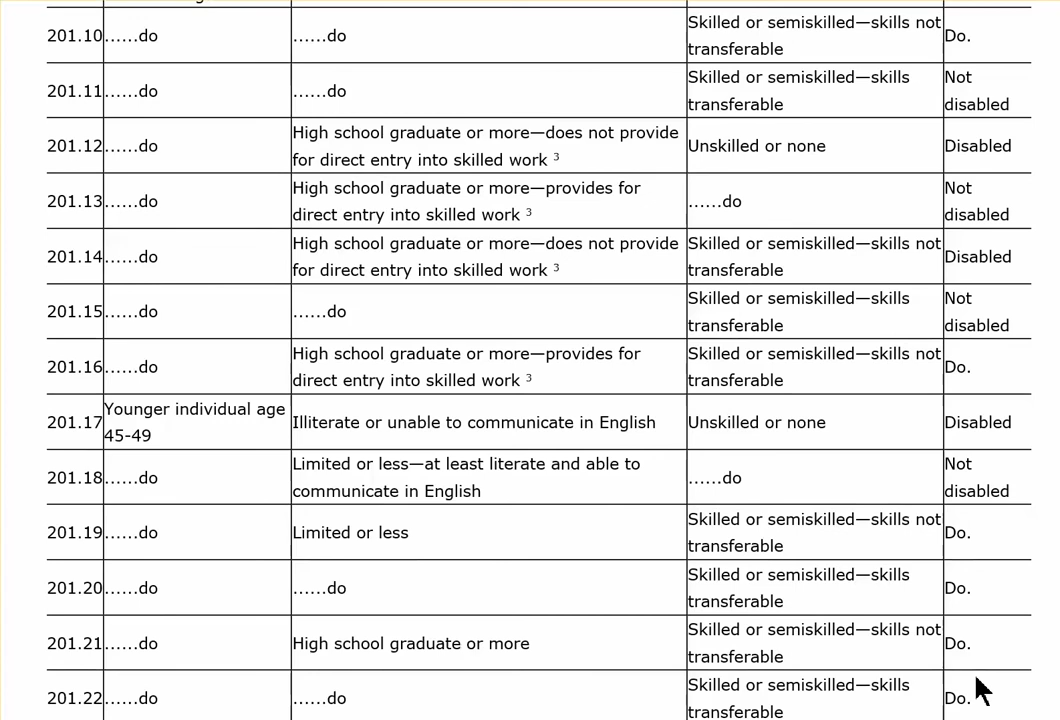 201.10 ......do ......do Skilled or semiskilled—skills not transferable Do.
201.11 ......do ......do Skilled or semiskilled—skills transferable Not disabled
201.12 ......do High school graduate or more—does not provide for direct entry into skilled work 3 Unskilled or none Disabled
201.13 ......do High school graduate or more—provides for direct entry into skilled work 3 ......do Not disabled
201.14 ......do High school graduate or more—does not provide for direct entry into skilled work 3 Skilled or semiskilled—skills not transferable Disabled
201.15 ......do ......do Skilled or semiskilled—skills transferable Not disabled
201.16 ......do High school graduate or more—provides for direct entry into skilled work 3 Skilled or semiskilled—skills not transferable Do.
201.17 Younger individual age 45-49 Illiterate or unable to communicate in English Unskilled or none Disabled
201.18 ......do Limited or less—at least literate and able to communicate in English ......do Not disabled
201.19 ......do Limited or less Skilled or semiskilled—skills not transferable Do.
201.20 ......do ......do Skilled or semiskilled—skills transferable Do.
201.21 ......do High school graduate or more Skilled or semiskilled—skills not transferable Do.
201.22 ......do ......do Skilled or semiskilled—skills transferable Do.